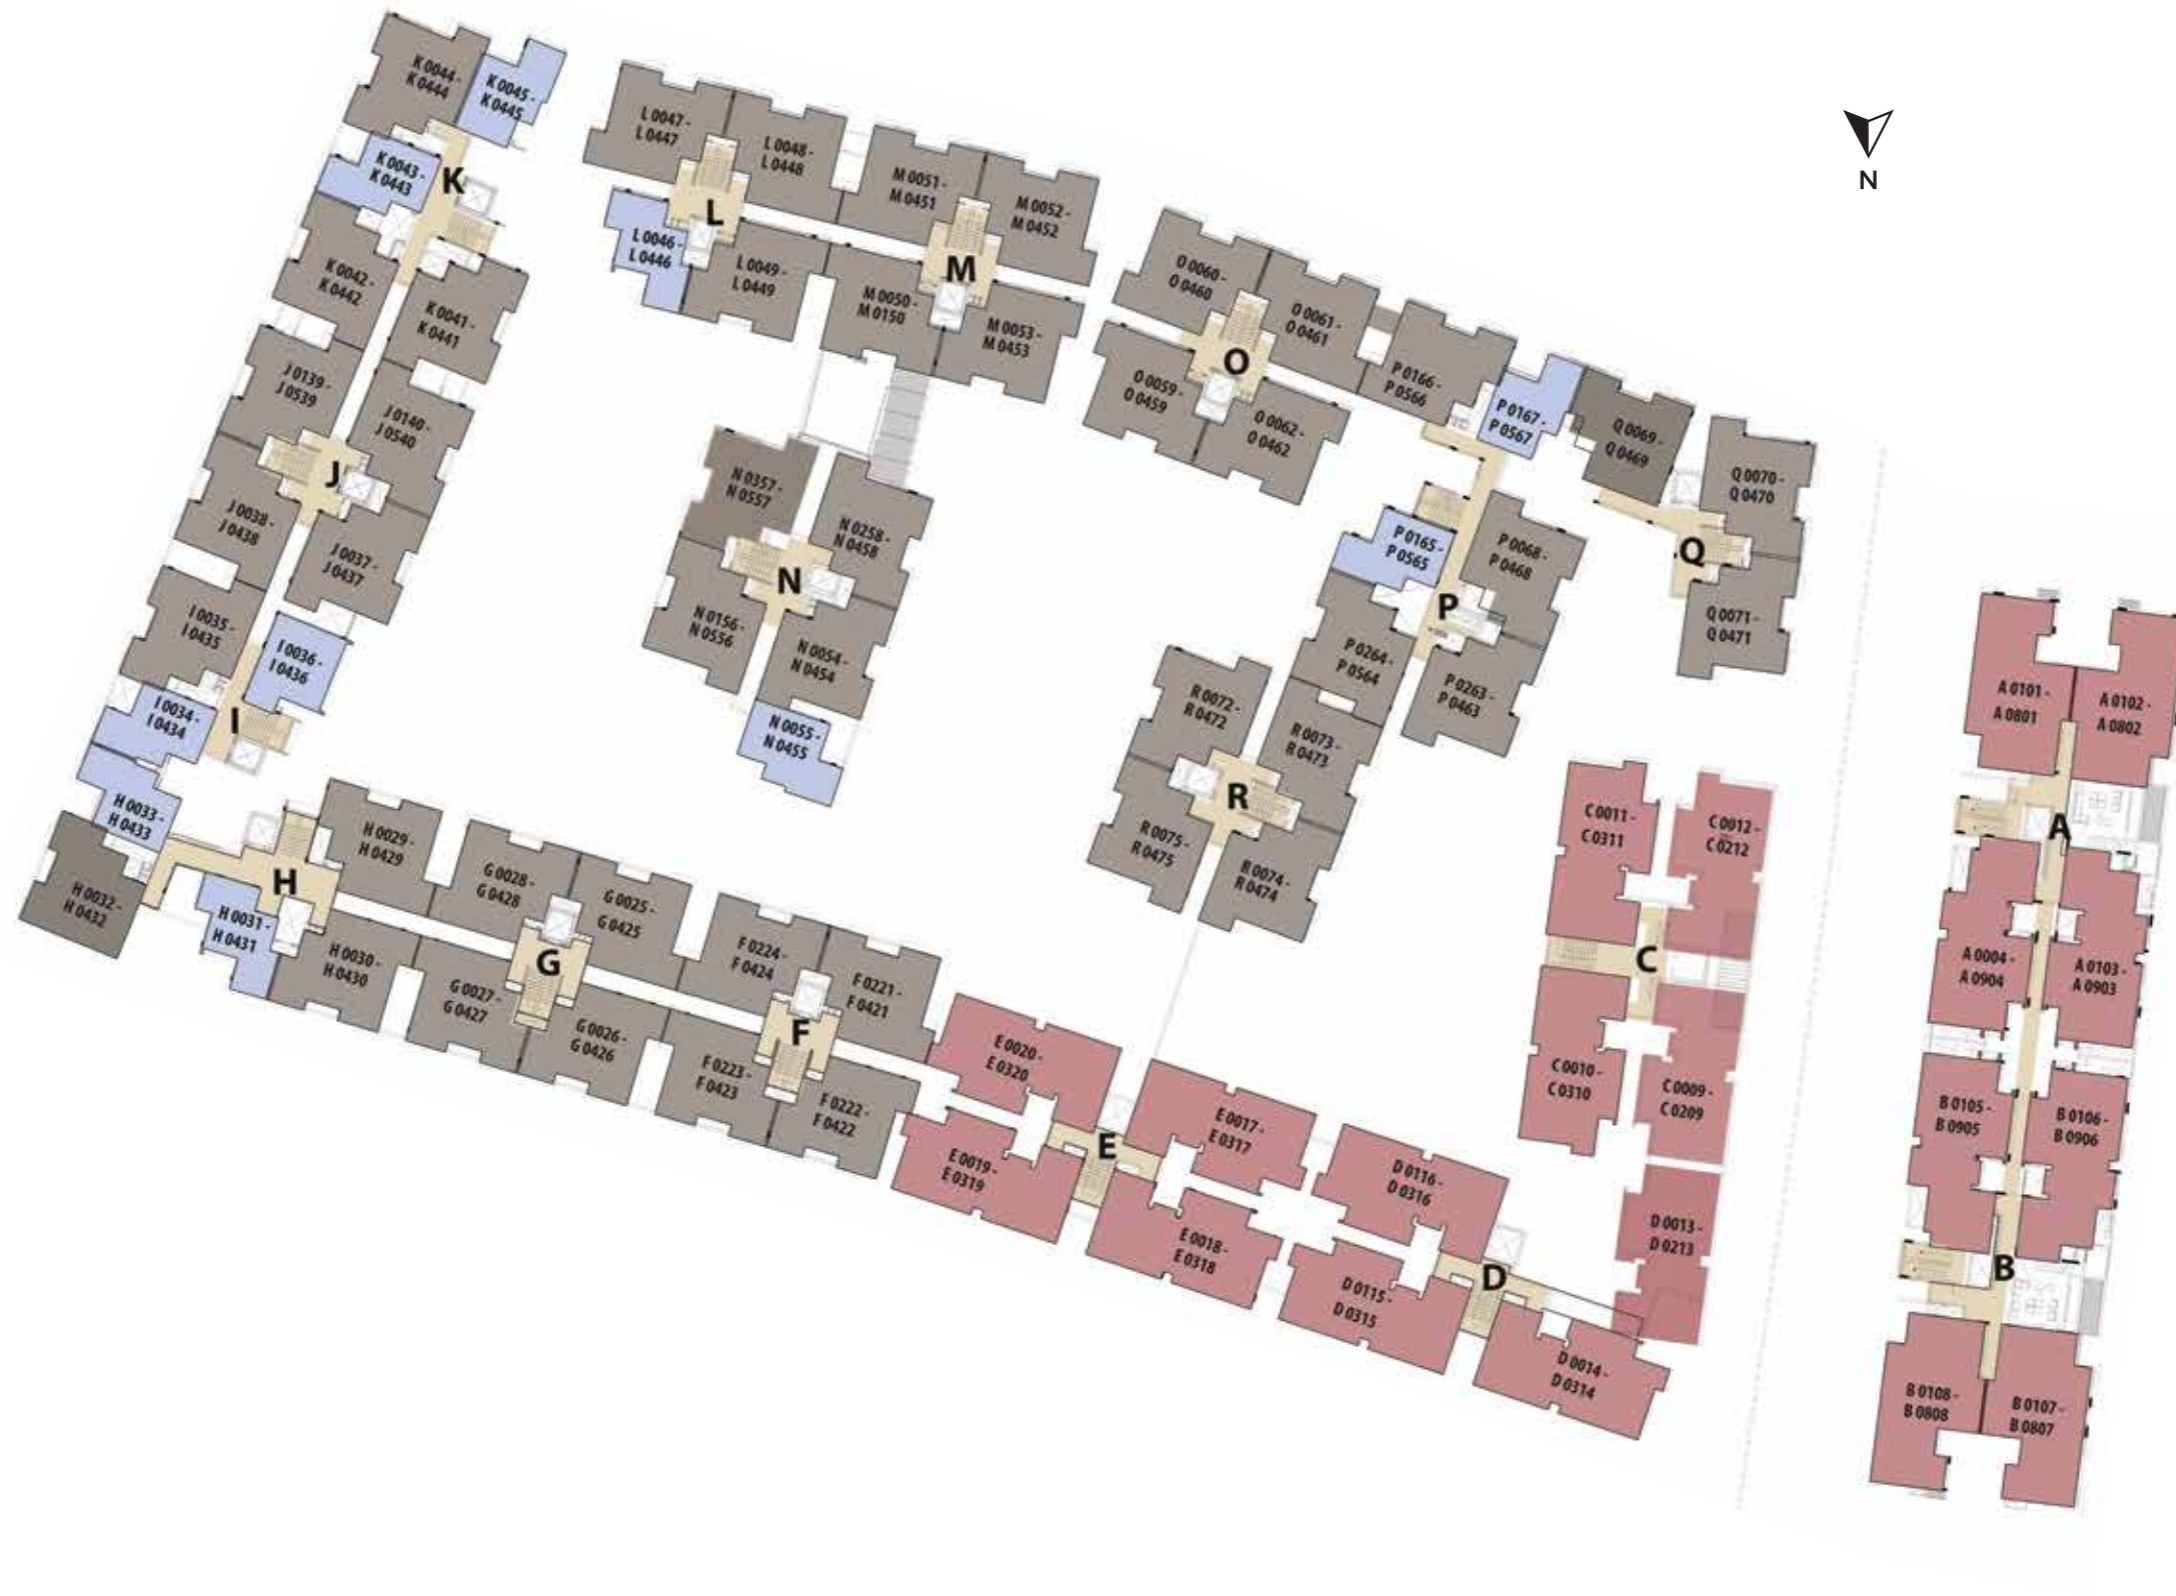 K 0044 -
K 0444
K 0045 -
K 0445
K 0043 -
K 0443
K
K 0042 -
K 0442
K 0041 -
K 0441
L 0047 -
L 0447
L 0048 -
L 0448
L
L 0046 -
L 0446
L 0049 -
L 0449
M 0051 -
M 0451
M 0052 -
M 0452
M
M 0050 -
M 0150
M 0053 -
M 0453
N
O 0060 -
O 0460
O 0061 -
O 0461
O
O 0059 -
O 0459
O 0062 -
O 0462
P 0166 -
P 0566
P 0167 -
P 0567
Q 0069 -
Q 0469
Q 0070 -
Q 0470
Q
Q 0071 -
Q 0471
J 0139 -
J 0539
J 0140 -
J 0540
J
J 0038 -
J 0438
J 0037 -
J 0437
N 0357 -
N 0557
N 0258 -
N 0458
N
N 0156 -
N 0556
N 0054 -
N 0454
N 0055 -
N 0455
P 0165 -
P 0565
P 0068 -
P 0468
P
P 0264 -
P 0564
P 0263 -
P 0463
I 0035 -
I 0435
I 0036 -
I 0436
I 0034 -
I 0434
I
R 0072 -
R 0472
R 0073 -
R 0473
R
R 0075 -
R 0475
R 0074 -
R 0474
A 0101 -
A 0801
A 0102 -
A 0802
A
A 0004 -
A 0904
A 0103 -
A 0903
C 0011 -
C 0311
C 0012 -
C 0212
C
C 0010 -
C 0310
C 0009 -
C 0209
H 0033 -
H 0433
H 0029 -
H 0429
H
H 0032 -
H 0432
H 0031 -
H 0431
H 0030 -
H 0430
G 0028 -
G 0428
G 0025 -
G 0425
G
G 0027 -
G 0427
G 0026 -
G 0426
F 0224 -
F 0424
F 0221 -
F 0421
F
F 0223 -
F 0423
F 0222 -
F 0422
E 0020 -
E 0320
E 0017 -
E 0317
E
E 0019 -
E 0319
E 0018 -
E 0318
D 0116 -
D 0316
D 0013 -
D 0213
D
D 0115 -
D 0315
D 0014 -
D 0314
B 0105 -
B 0905
B 0106 -
B 0906
B
B 0108 -
B 0808
B 0107 -
B 0807